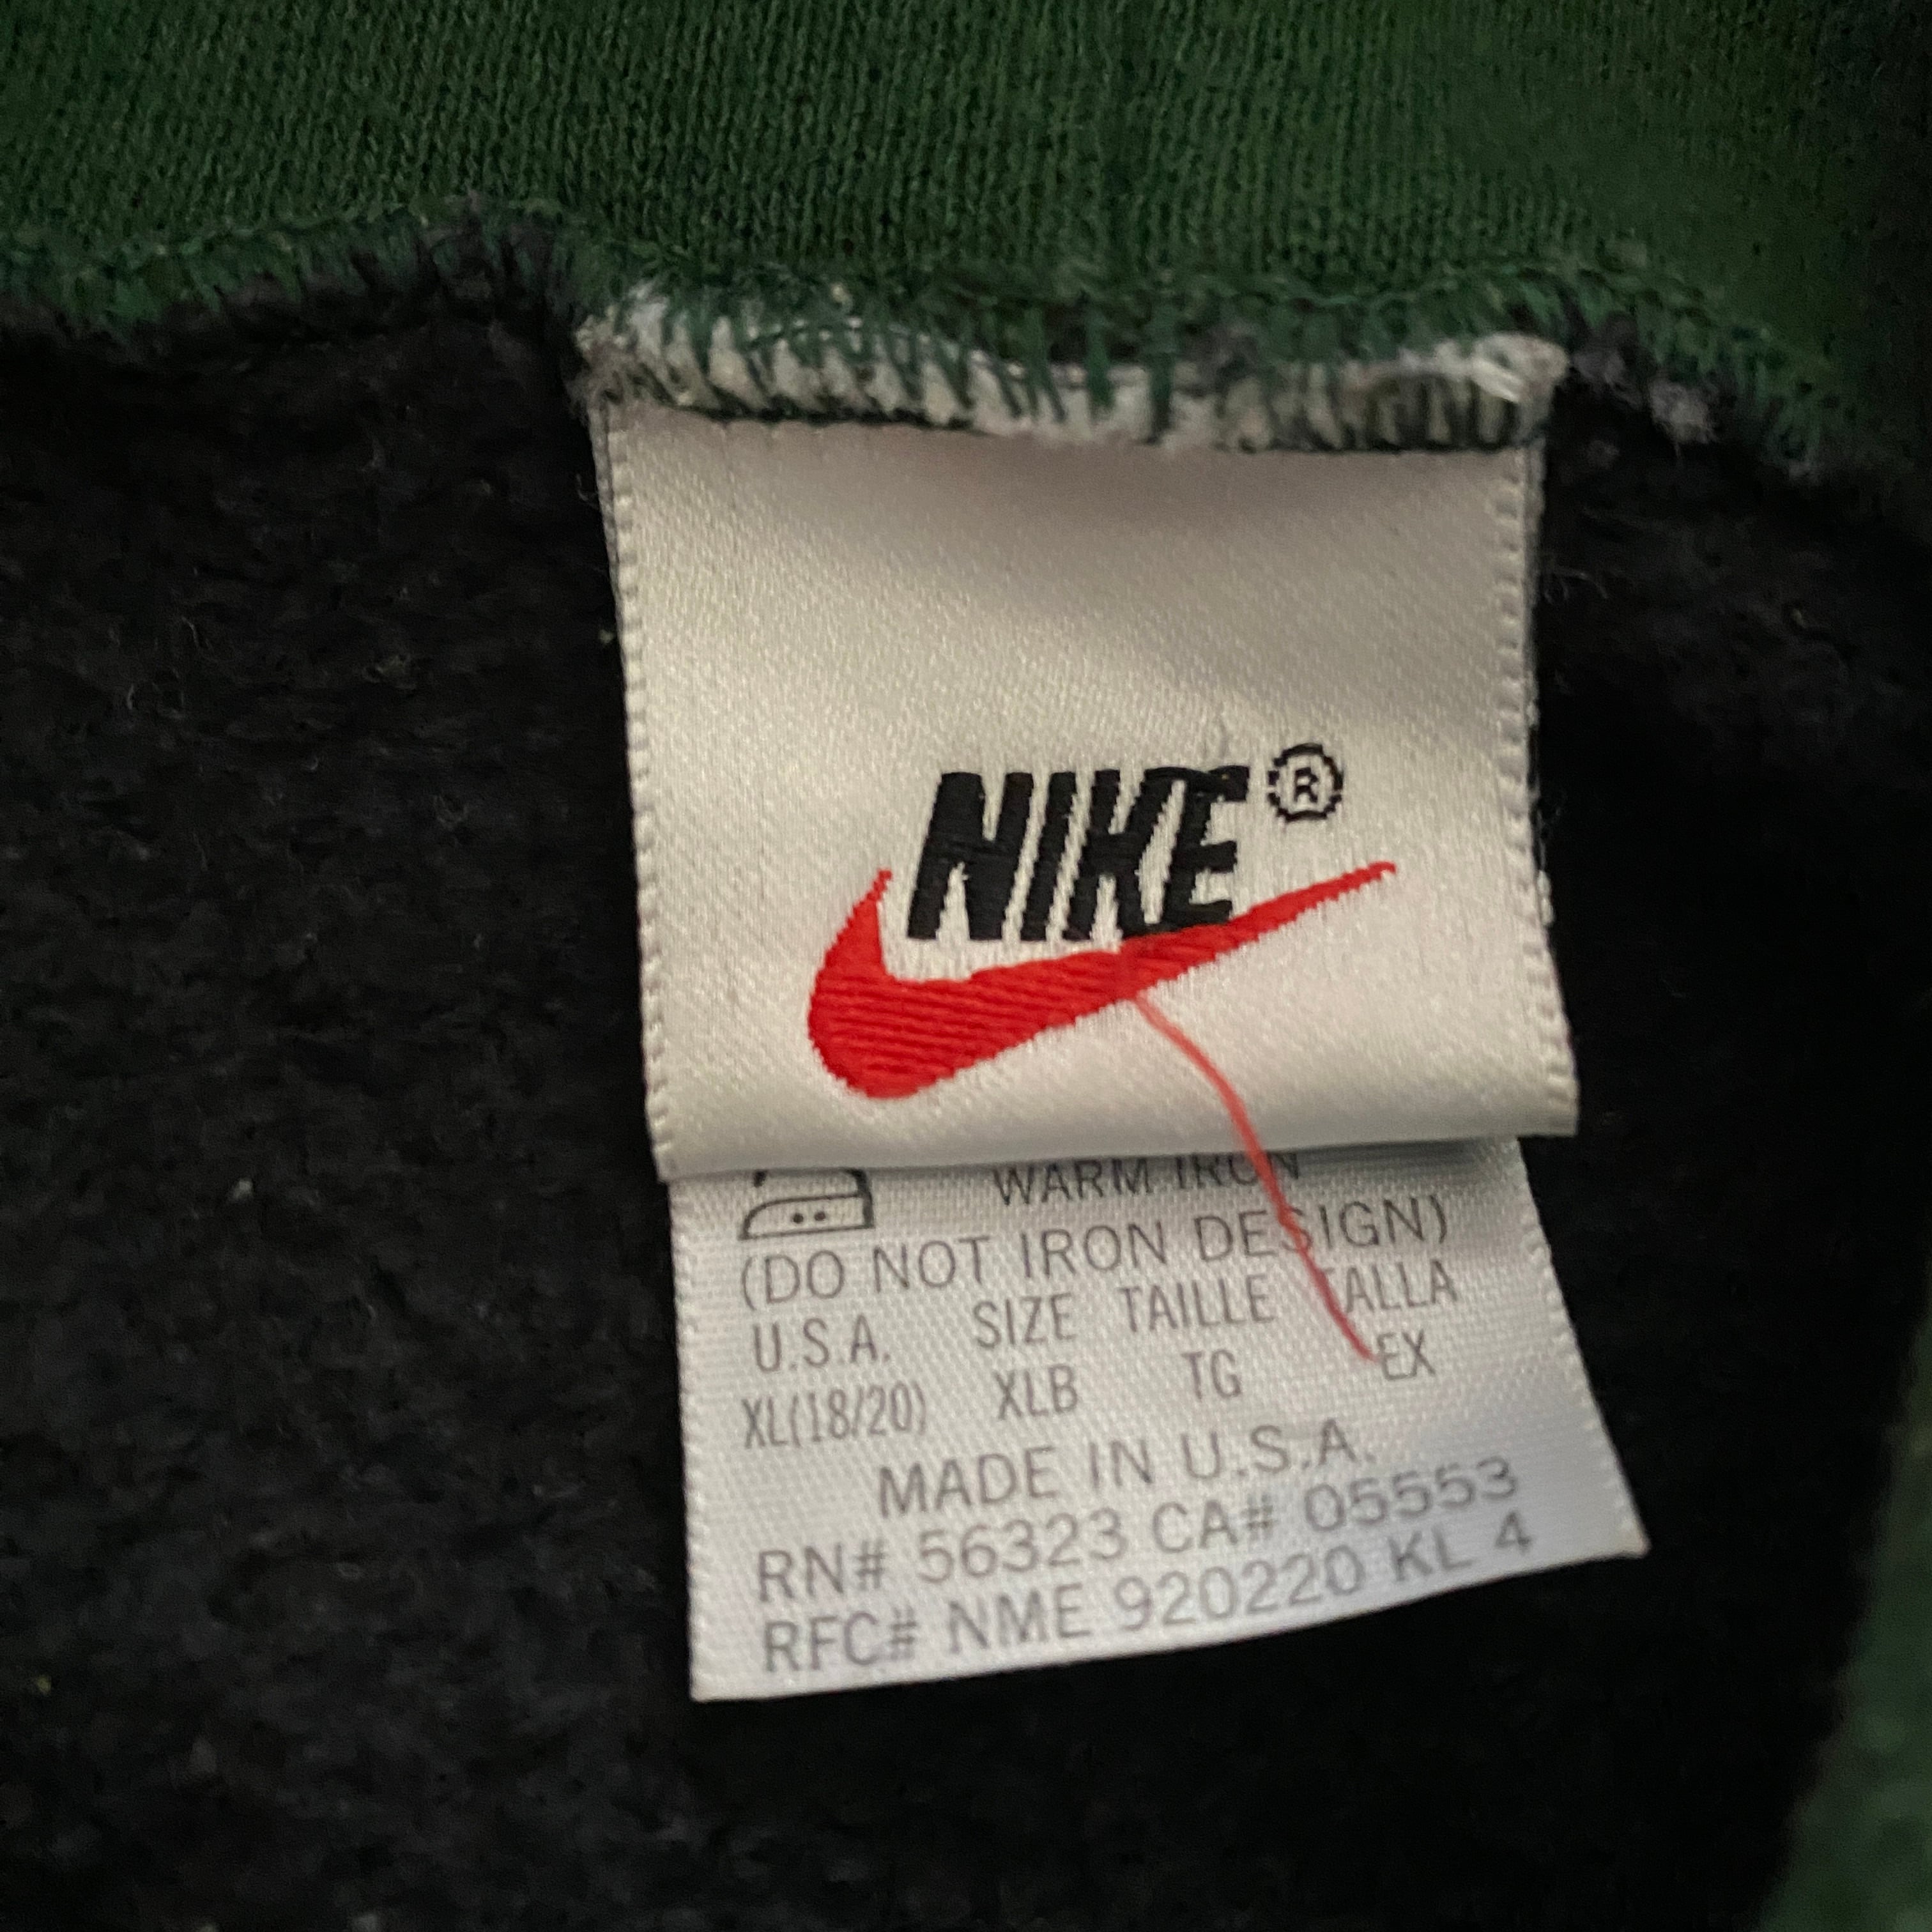 NIKE®
WARM IRON
(DO NOT IRON DESIGN)
U.S.A. SIZE TAILLE TALLA
XL(18/20) XLB TG EX
MADE IN U.S.A.
RN# 56323 CA# 05553
RFC# NME 920220 KL 4